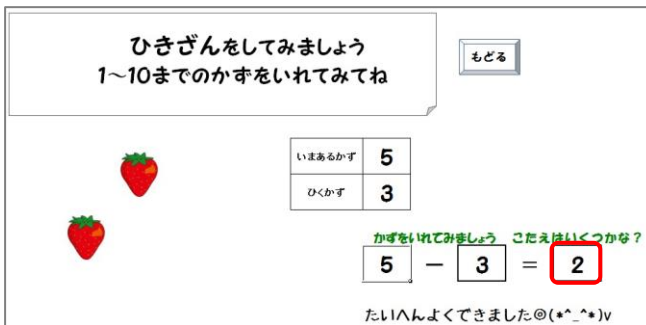 ひきざんをしてみましょう
1～10までのかずをいれてみてね
もどる
いまあるかず 5
ひくかず 3
かずをいれてみましょう こたえはいくつかな？
5 － 3 ＝ 2
たいへんよくできました◎(*^_^*)v